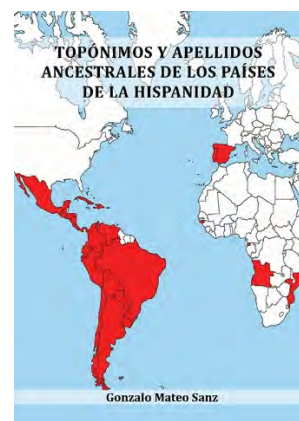 TOPÓNIMOS Y APELLIDOS
ANCESTRALES DE LOS PAÍSES
DE LA HISPANIDAD
Gonzalo Mateo Sanz